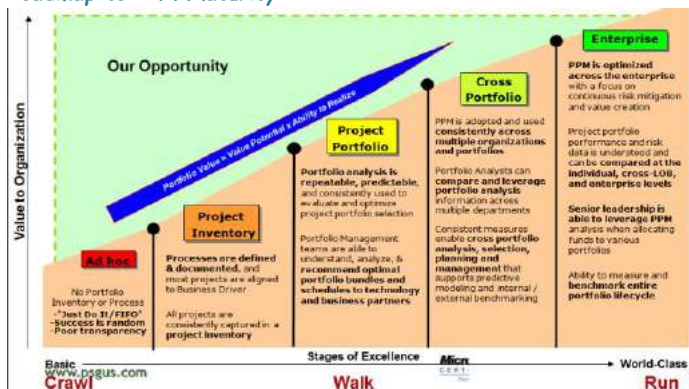 Roadmap to PPM Maturity
Our Opportunity
Value to Organization
Portfolio Value = Value Potential x Ability to Realize
Ad hoc
No Portfolio
Inventory or Process
-"Just Do It/FIFO"
-Success is random
-Poor transparency
Project
Inventory
Processes are defined
& documented, and
most projects are aligned
to Business Driver
All projects are
consistently captured in a
project inventory
Project
Portfolio
Portfolio analysis is
repeatable, predictable,
and consistently used to
evaluate and optimize
project portfolio selection
Portfolio Management
teams are able to
understand, analyze, &
recommend optimal
portfolio bundles and
schedules to technology
and business partners
Cross
Portfolio
PPM is adopted and used
consistently across
multiple organizations
and portfolios
Portfolio Analysts can
compare and leverage
portfolio analysis
information across
multiple departments
Consistent measures
enable cross portfolio
analysis, selection,
planning and
management that
supports predictive
modeling and internal /
external benchmarking
Enterprise
PPM is optimized
across the enterprise
with a focus on
continuous risk mitigation
and value creation
Project portfolio
performance and risk
data is understood and
can be compared at the
individual, cross-LOB,
and enterprise levels
Senior leadership is
able to leverage PPM
analysis when allocating
funds to various
portfolios
Ability to measure and
benchmark entire
portfolio lifecycle
Basic
Stages of Excellence
World-Class
www.psgus.com
Micr
CERT
Crawl
Walk
Run